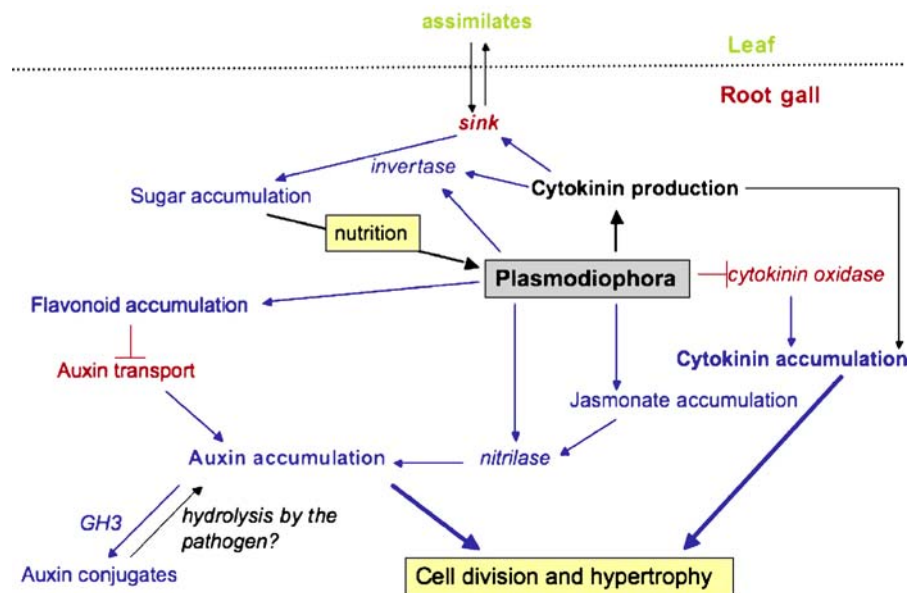 assimilates
Leaf
Root gall
sink
invertase
Cytokinin production
Sugar accumulation
nutrition
Plasmodiophora
cytokinin oxidase
Flavonoid accumulation
Cytokinin accumulation
Auxin transport
Jasmonate accumulation
Auxin accumulation
nitrilase
GH3
hydrolysis by the
pathogen?
Auxin conjugates
Cell division and hypertrophy